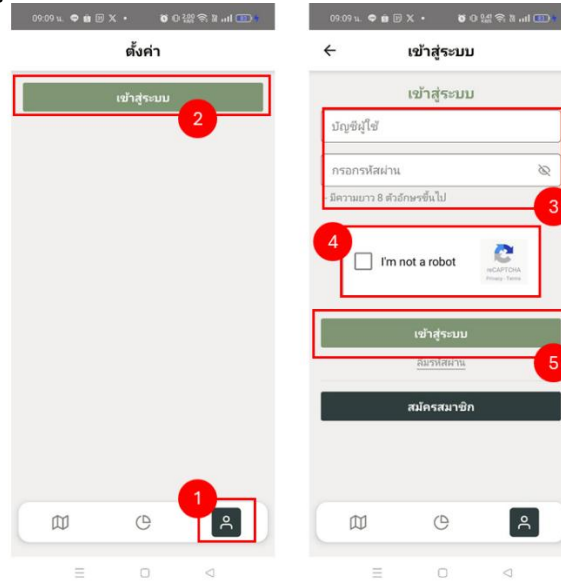 09:09 น.
ตั้งค่า
เข้าสู่ระบบ
2
1
09:09 น.
เข้าสู่ระบบ
เข้าสู่ระบบ
บัญชีผู้ใช้
กรอกรหัสผ่าน
- มีความยาว 8 ตัวอักษรขึ้นไป
3
4
I'm not a robot
reCAPTCHA
Privacy - Terms
เข้าสู่ระบบ
5
ลืมรหัสผ่าน
สมัครสมาชิก